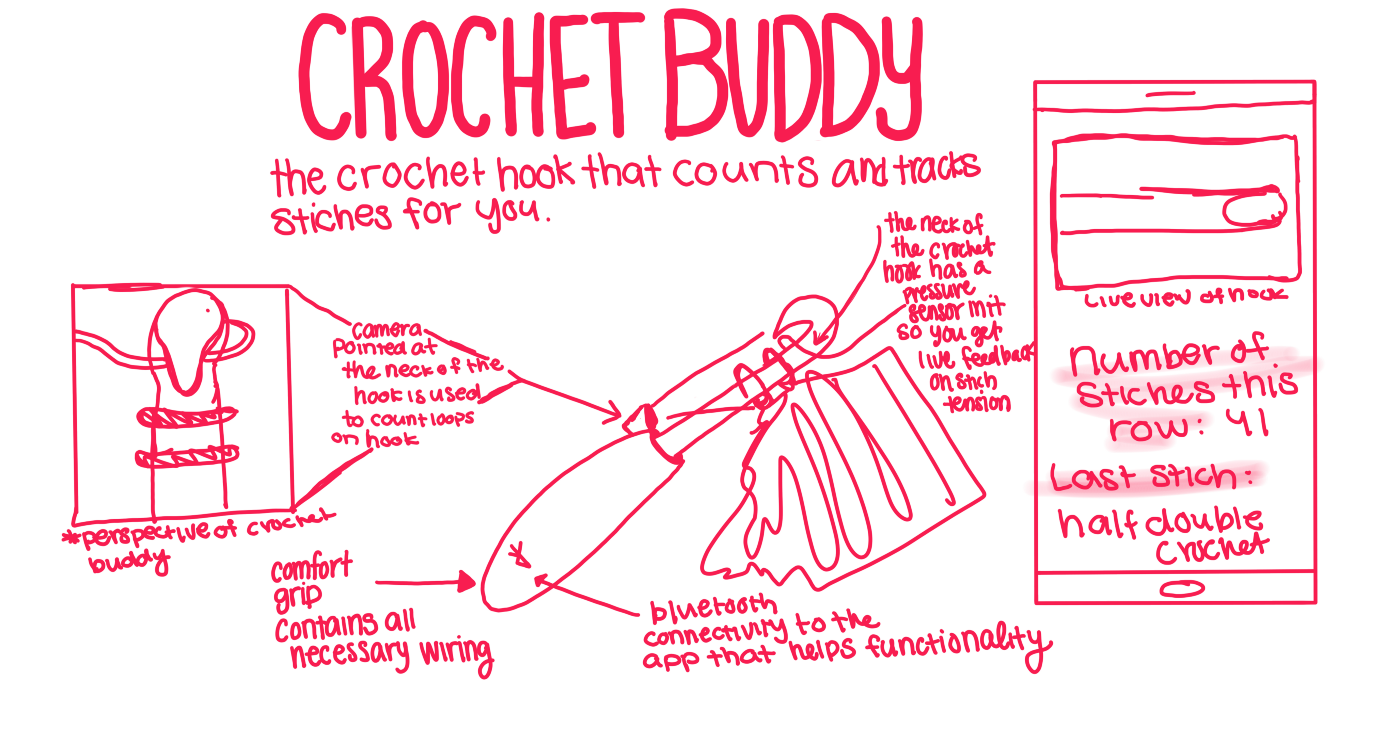 CROCHET BUDDY
the crochet hook that counts and tracks
stiches for you.
the neck of
the crochet
hook has a
pressure
sensor in it
so you get
live feedback
on stich
tension
camera
pointed at
the neck of the
hook is used
to count loops
on hook
*perspective of crochet
buddy
comfort
grip
contains all
necessary wiring
bluetooth
connectivity to the
app that helps functionality
Live view of hook
Number of
Stiches this
row: 41
Last Stich:
half double
crochet